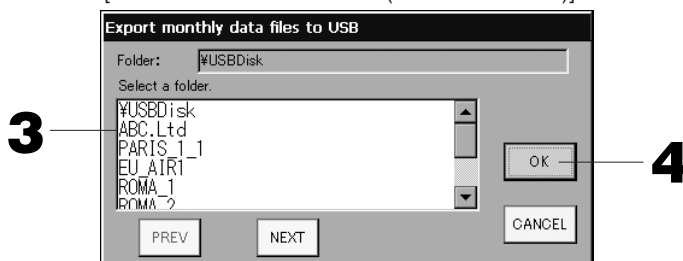 Export monthly data files to USB
Folder: ¥USBDisk
Select a folder.
¥USBDisk
ABC.Ltd
PARIS_1_1
EU_AIR1
ROMA_1
ROMA_2
3
OK
4
CANCEL
PREV
NEXT